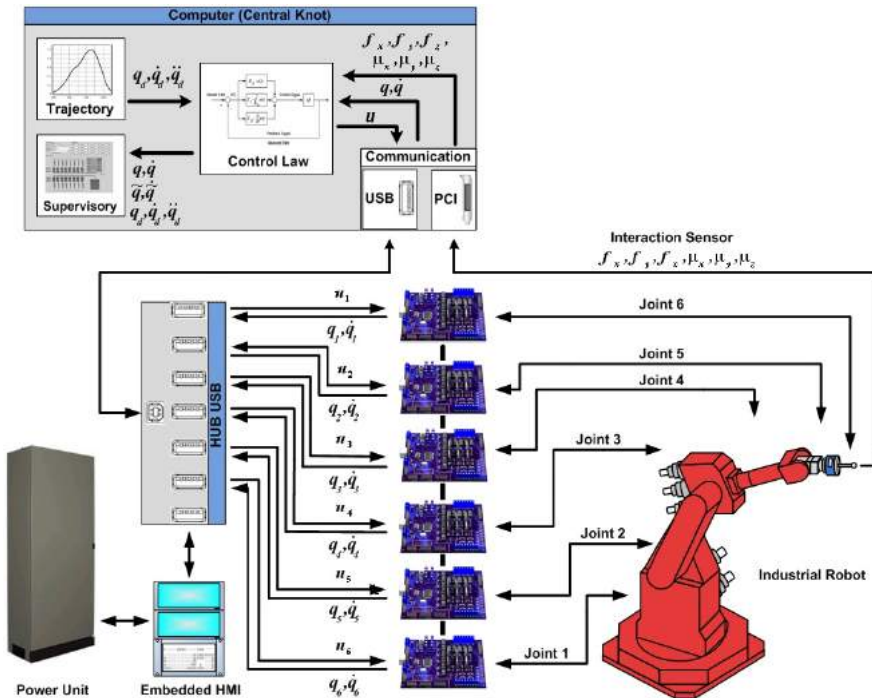 Computer (Central Knot)
f_x, f_y, f_z,
μ_x, μ_y, μ_z
q_d, q̇_d, q̈_d
q, q̇
u
Trajectory
Control Law
Communication
USB
PCI
q, q̇
q̃, q̃̇
q_d, q̇_d, q̈_d
Supervisory
Interaction Sensor
f_x, f_y, f_z, μ_x, μ_y, μ_z
u_1
q_1, q̇_1
Joint 6
u_2
q_2, q̇_2
Joint 5
Joint 4
HUB USB
u_3
q_3, q̇_3
Joint 3
u_4
q_4, q̇_4
Joint 2
u_5
q_5, q̇_5
Industrial Robot
u_6
q_6, q̇_6
Joint 1
Power Unit
Embedded HMI